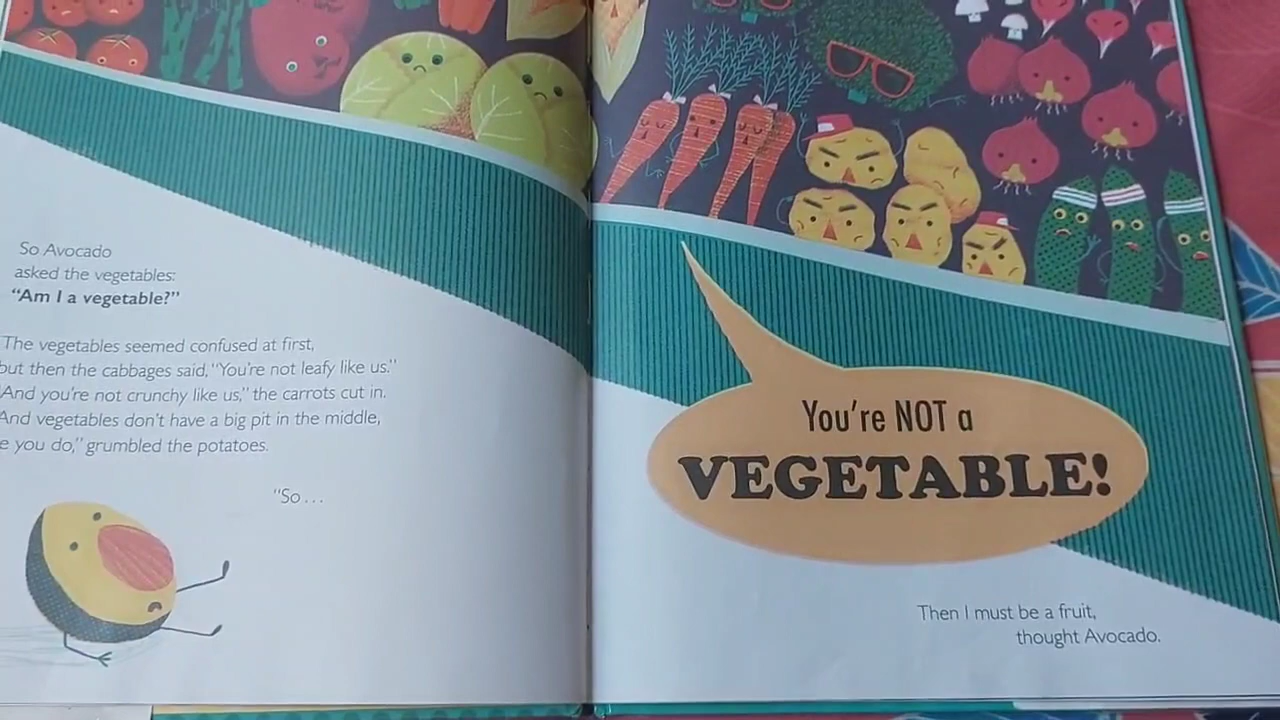 So Avocado
asked the vegetables:
“Am I a vegetable?”
The vegetables seemed confused at first,
but then the cabbages said, “You're not leafy like us.”
And you're not crunchy like us,” the carrots cut in.
And vegetables don't have a big pit in the middle,
e you do,” grumbled the potatoes.
“So . . .
You're NOT a
VEGETABLE!
Then I must be a fruit,
thought Avocado.